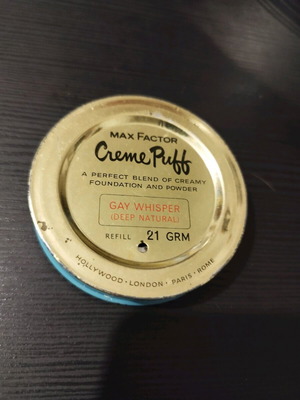 MAX FACTOR
Creme Puff
A PERFECT BLEND OF CREAMY
FOUNDATION AND POWDER
GAY WHISPER
(DEEP NATURAL)
REFILL 21 GRM
HOLLYWOOD · LONDON · PARIS · ROME